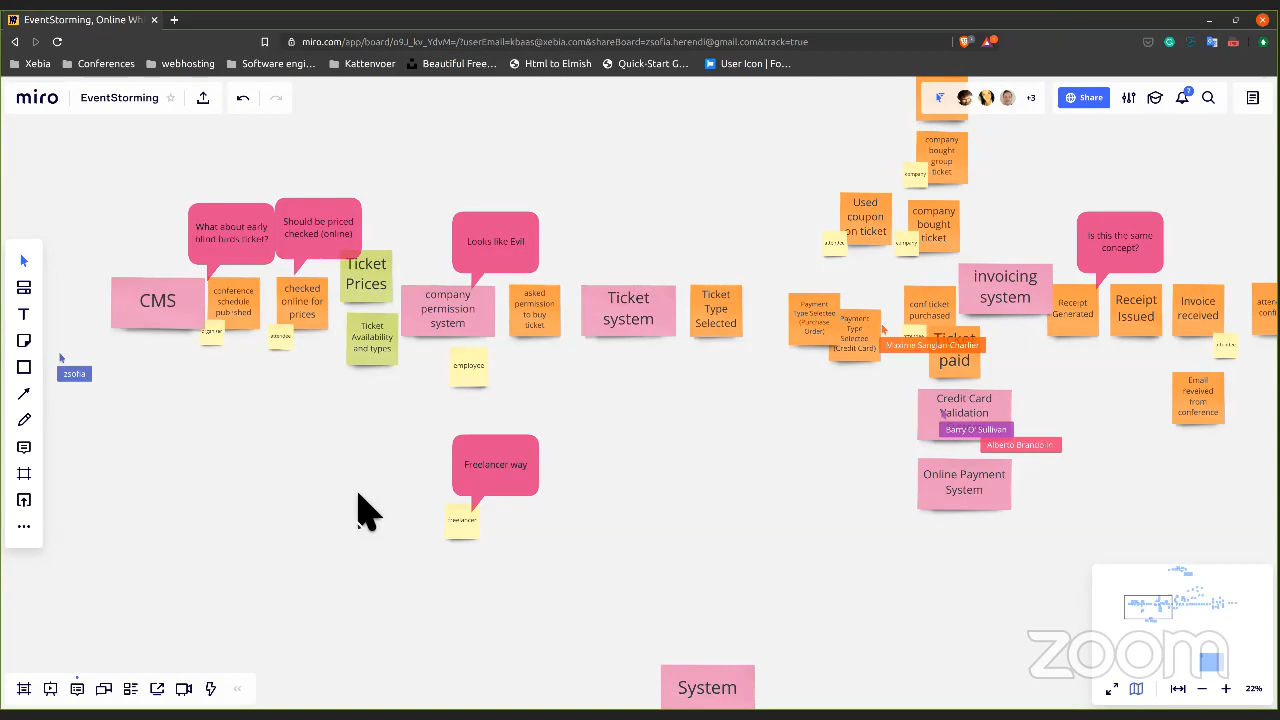 EventStorming, Online Wh
miro.com/app/board/o9J_kv_YdvM=/?userEmail=kbaas@xebia.com&shareBoard=zsofia.herendi@gmail.com&track=true
Xebia
Conferences
webhosting
Software engi...
Kattenvoer
Beautiful Free...
Html to Elmish
Quick-Start G...
User Icon | Fo...
miro
EventStorming
+3
Share
7
company
bought
group
ticket
company
Used
coupon
on ticket
attendee
company
bought
ticket
company
What about early
blind birds ticket?
Should be priced
checked (online)
Looks like Evil
Is this the same
concept?
CMS
conference
schedule
published
organiser
checked
online for
prices
attendee
Ticket
Prices
Ticket
Availability
and types
company
permission
system
employee
asked
permission
to buy
ticket
Ticket
system
Ticket
Type
Selected
Payment
Type Selected
(Purchase
Order)
Payment
Type
Selected
(Credit Card)
conf ticket
purchased
Maxime Sanglan-Charlier
Ticket
paid
invoicing
system
Receipt
Generated
Receipt
Issued
Invoice
received
attendee
Email
reveived
from
conference
zsofia
Credit Card
Validation
Barry O' Sullivan
Alberto Brandolini
Online Payment
System
Freelancer way
freelancer
System
zoom
22%